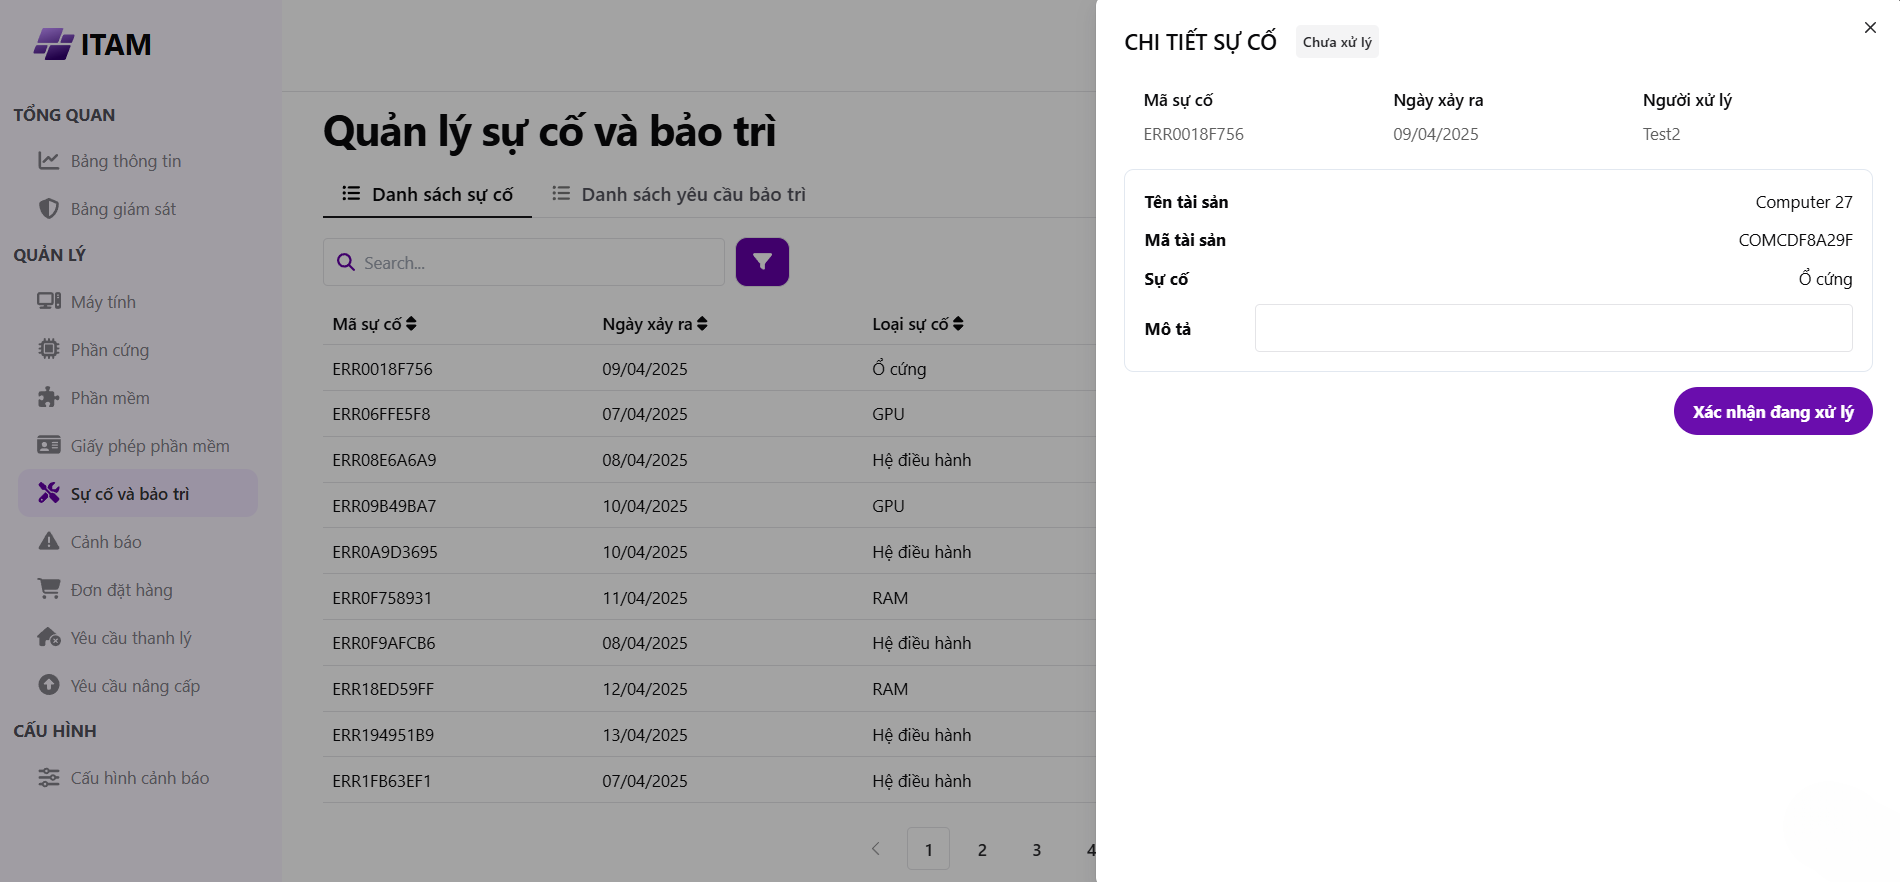 ITAM
TỔNG QUAN
Bảng thông tin
Bảng giám sát
QUẢN LÝ
Máy tính
Phần cứng
Phần mềm
Giấy phép phần mềm
Sự cố và bảo trì
Cảnh báo
Đơn đặt hàng
Yêu cầu thanh lý
Yêu cầu nâng cấp
CẤU HÌNH
Cấu hình cảnh báo
Quản lý sự cố và bảo trì
Danh sách sự cố Danh sách yêu cầu bảo trì
Search...
Mã sự cố Ngày xảy ra Loại sự cố
ERR0018F756 09/04/2025 Ổ cứng
ERR06FFE5F8 07/04/2025 GPU
ERR08E6A6A9 08/04/2025 Hệ điều hành
ERR09B49BA7 10/04/2025 GPU
ERR0A9D3695 10/04/2025 Hệ điều hành
ERR0F758931 11/04/2025 RAM
ERR0F9AFCB6 08/04/2025 Hệ điều hành
ERR18ED59FF 12/04/2025 RAM
ERR194951B9 13/04/2025 Hệ điều hành
ERR1FB63EF1 07/04/2025 Hệ điều hành
1 2 3 4
CHI TIẾT SỰ CỐ Chưa xử lý
Mã sự cố Ngày xảy ra Người xử lý
ERR0018F756 09/04/2025 Test2
Tên tài sản Computer 27
Mã tài sản COMCDF8A29F
Sự cố Ổ cứng
Mô tả
Xác nhận đang xử lý